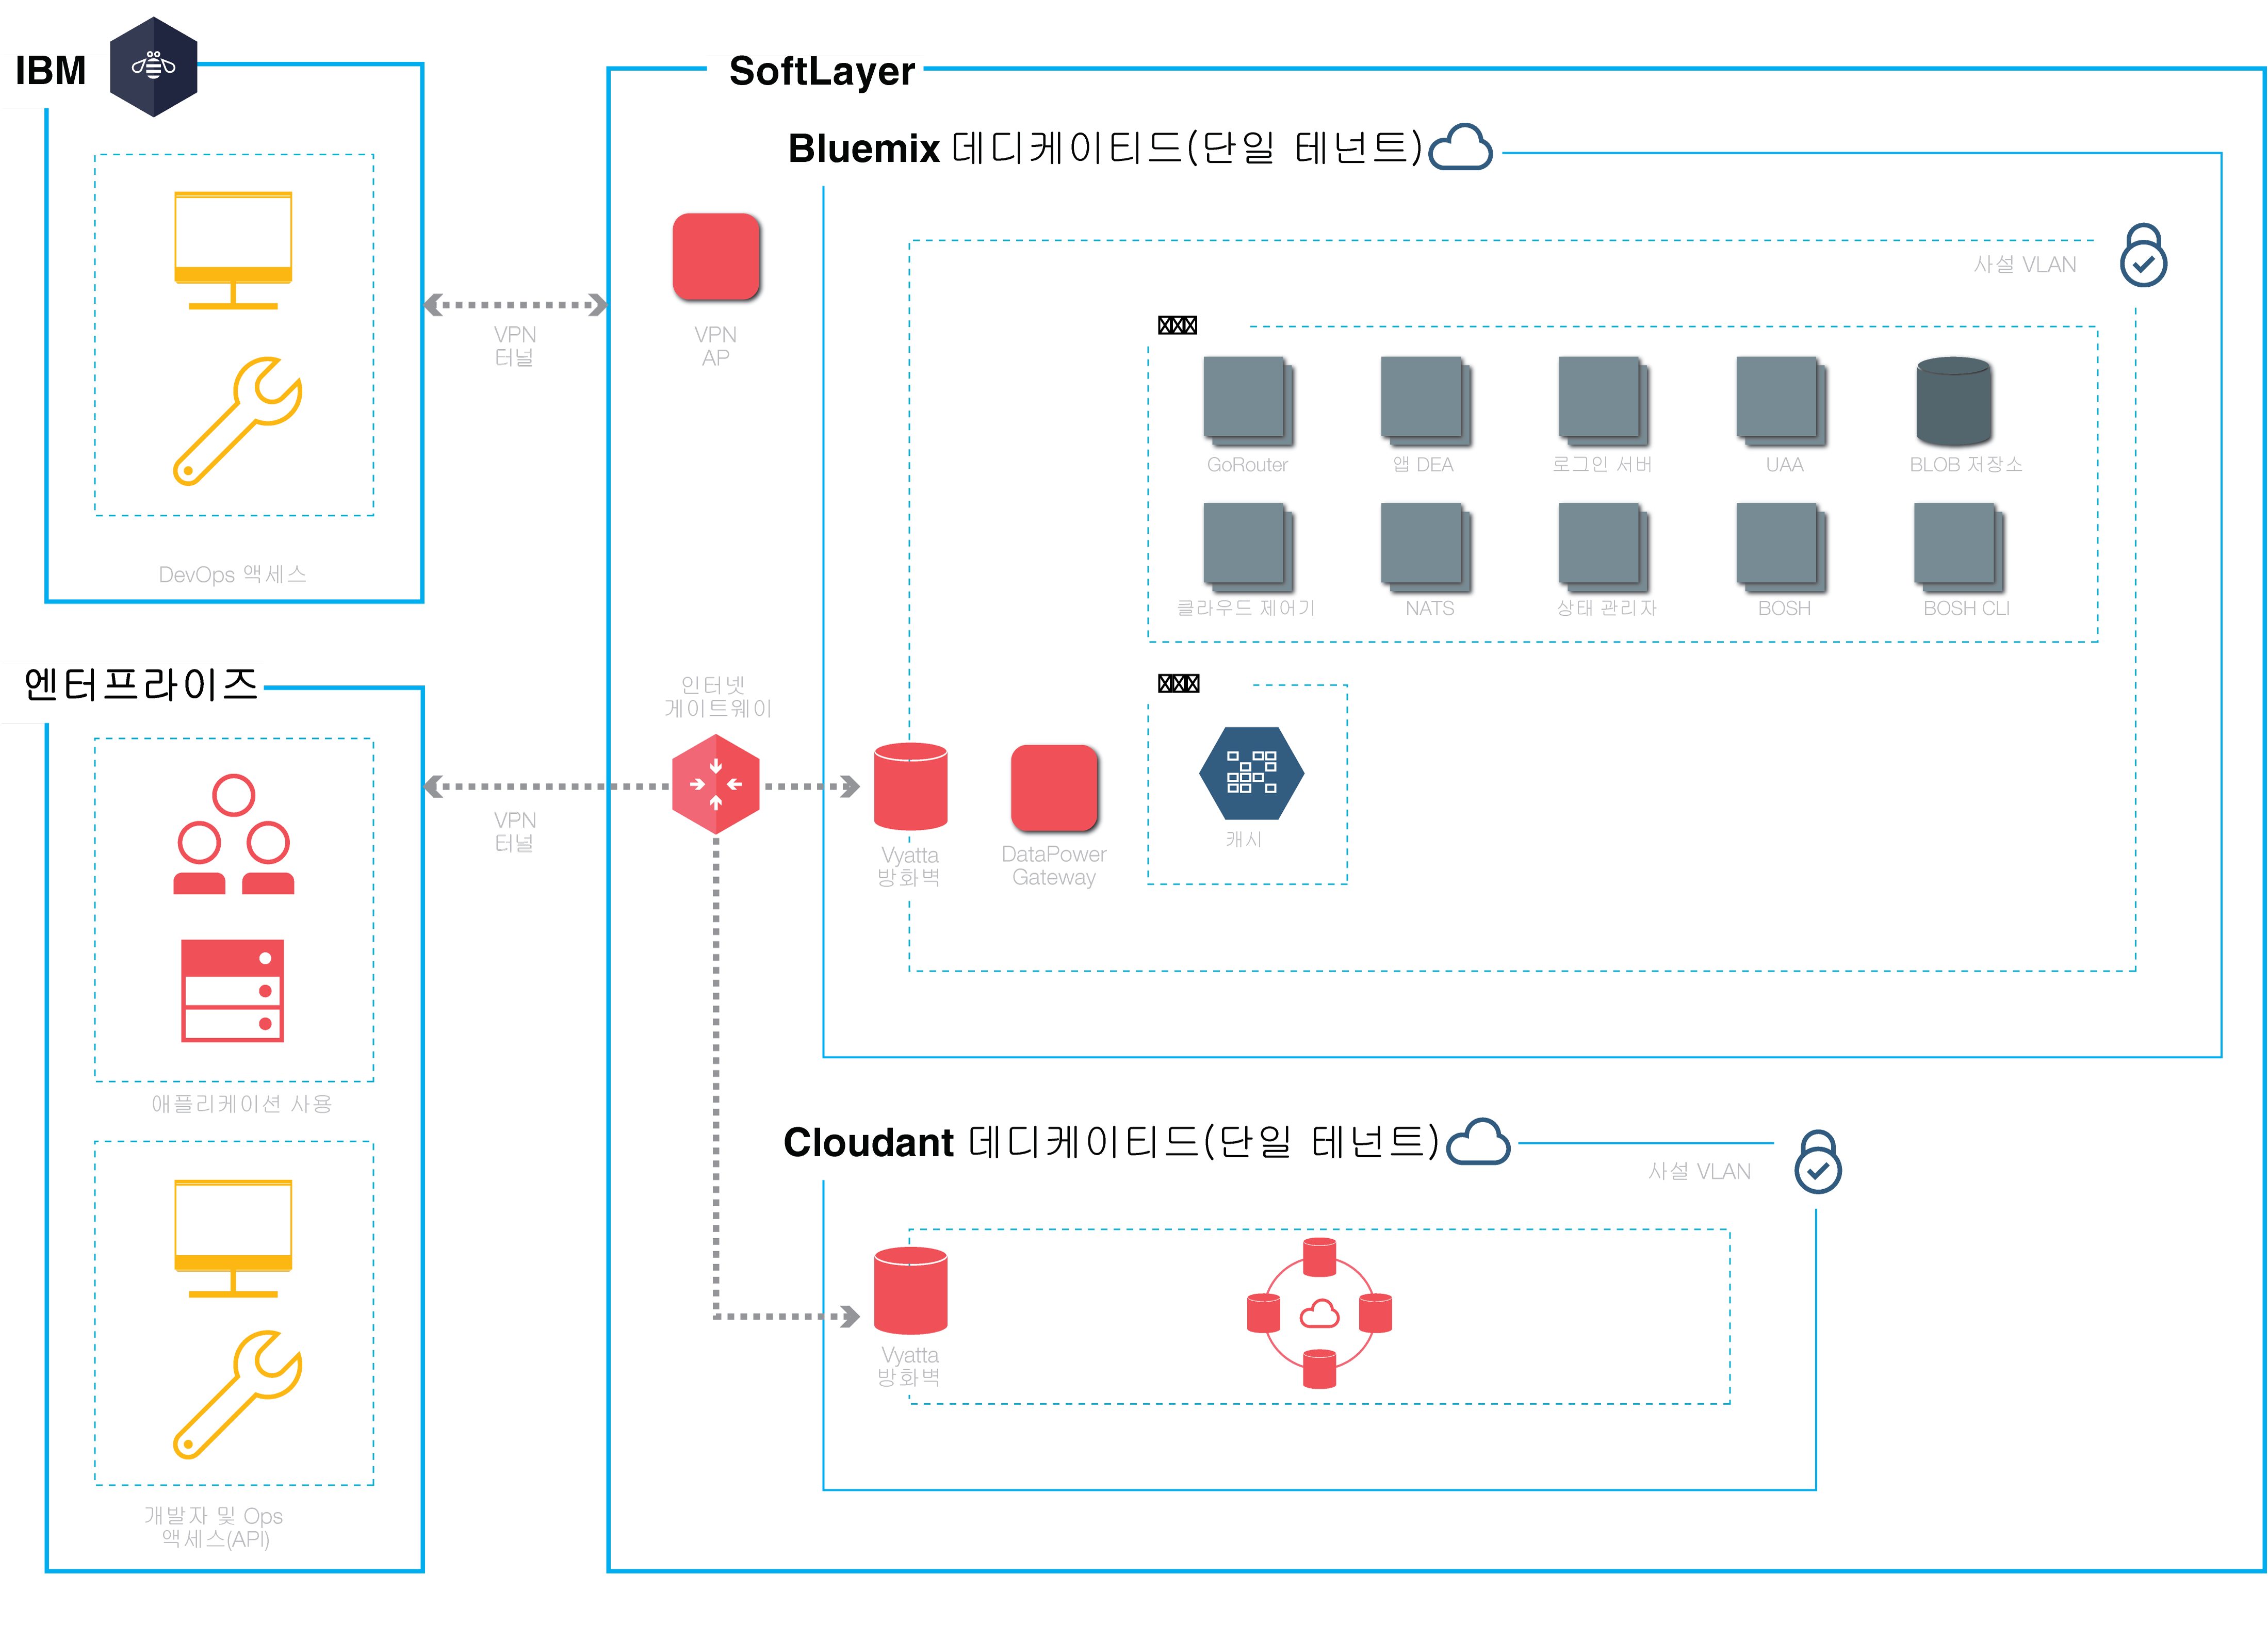 IBM
SoftLayer
Bluemix 데디케이티드(단일 테넌트)
사설 VLAN
VPN
터널
VPN
AP
GoRouter
앱 DEA
로그인 서버
UAA
BLOB 저장소
클라우드 제어기
NATS
상태 관리자
BOSH
BOSH CLI
DevOps 액세스
엔터프라이즈
인터넷
게이트웨이
VPN
터널
Vyatta
방화벽
DataPower
Gateway
캐시
애플리케이션 사용
Cloudant 데디케이티드(단일 테넌트)
사설 VLAN
Vyatta
방화벽
개발자 및 Ops
액세스(API)